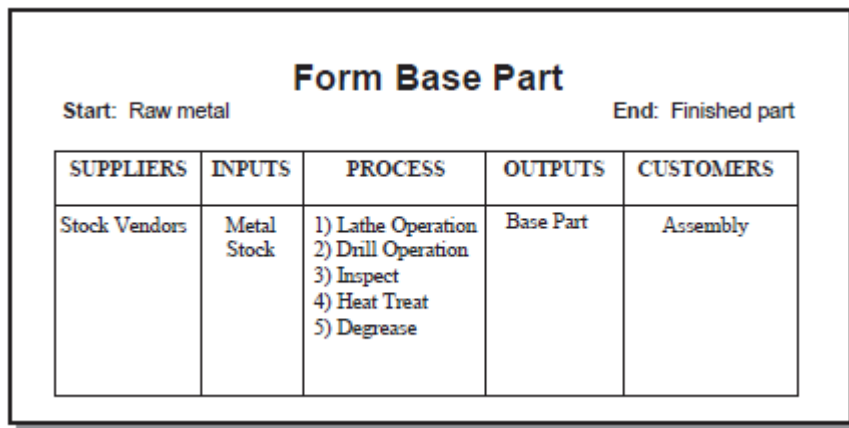 Form Base Part
Start: Raw metal
End: Finished part
SUPPLIERS
INPUTS
PROCESS
OUTPUTS
CUSTOMERS
Stock Vendors
Metal
Stock
1) Lathe Operation
2) Drill Operation
3) Inspect
4) Heat Treat
5) Degrease
Base Part
Assembly